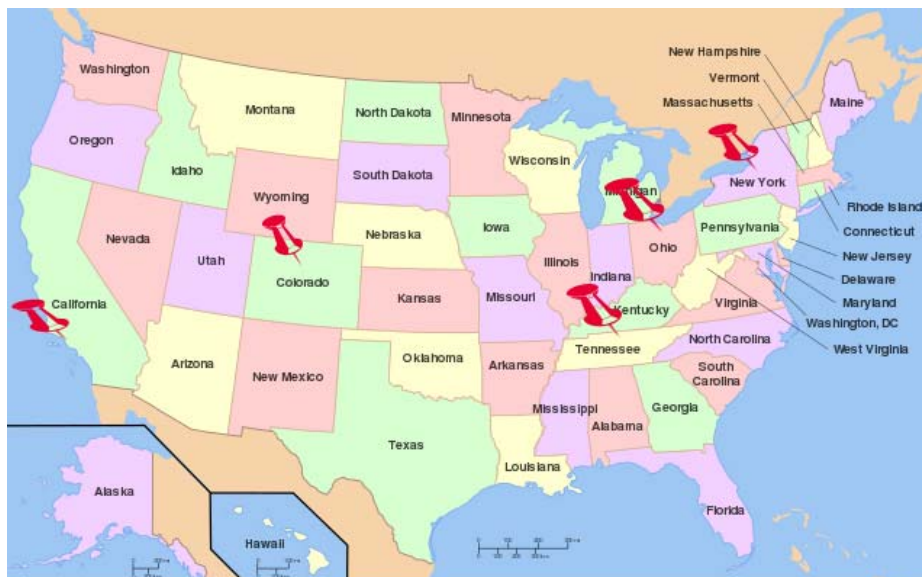 New Hampshire
Vermont
Massachusetts
Washington
Maine
Montana
North Dakota
Minnesota
Oregon
Idaho
Wisconsin
South Dakota
Michigan
New York
Wyoming
Rhode Island
Iowa
Pennsylvania
Connecticut
Nebraska
Nevada
Ohio
New Jersey
Utah
Illinois
Indiana
Colorado
Delaware
California
Kansas
Missouri
Kentucky
Virginia
Maryland
Washington, DC
North Carolina
West Virginia
Tennessee
Oklahoma
Arizona
Arkansas
New Mexico
South
Carolina
Mississippi
Georgia
Alabama
Texas
Louisiana
Alaska
Florida
Hawaii